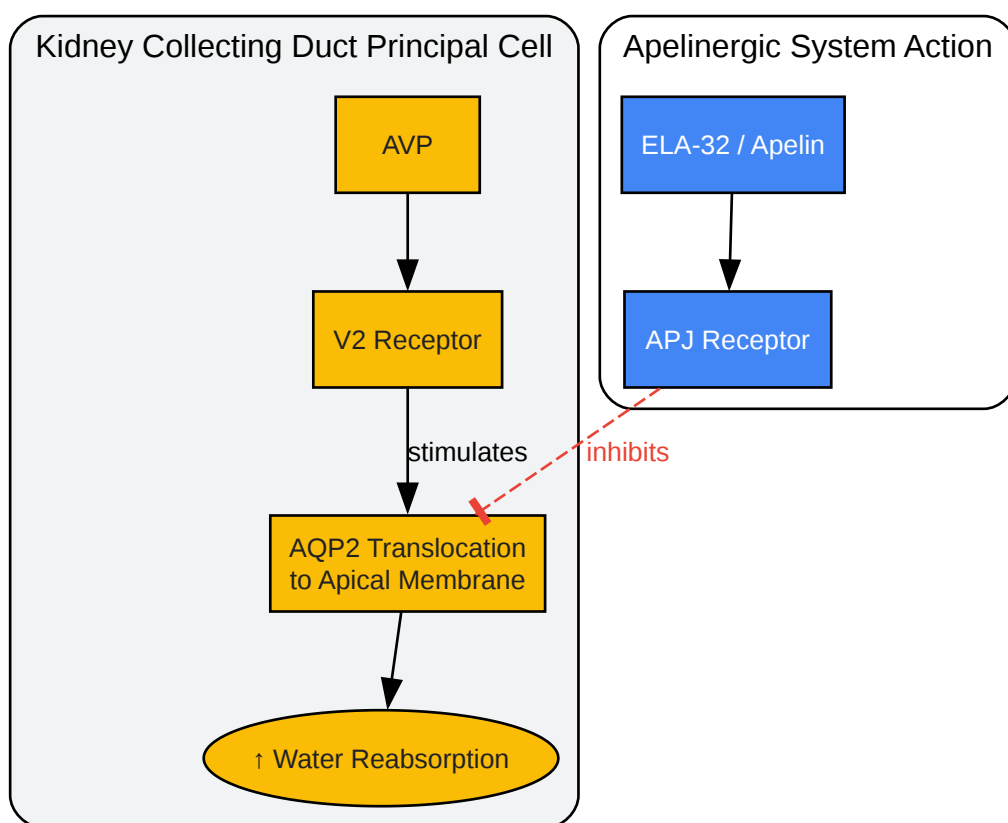 Kidney Collecting Duct Principal Cell
AVP
V2 Receptor
stimulates
AQP2 Translocation
to Apical Membrane
↑ Water Reabsorption
Apelinergic System Action
ELA-32 / Apelin
APJ Receptor
inhibits